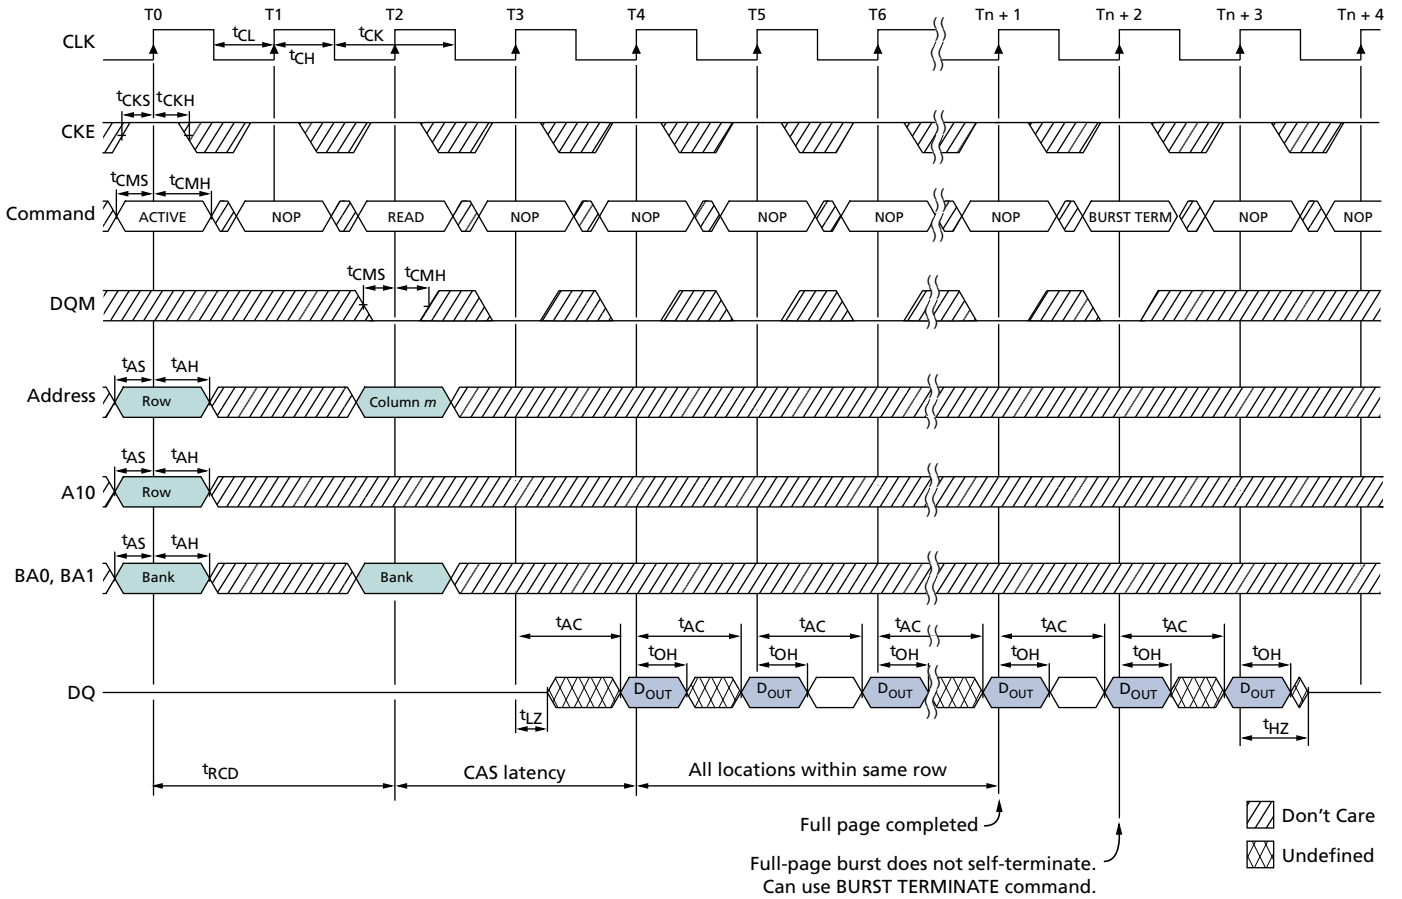 T0 T1 T2 T3 T4 T5 T6 Tn + 1 Tn + 2 Tn + 3 Tn + 4
CLK tCL tCK
tCH
tCKS tCKH
CKE
tCMS tCMH
Command ACTIVE NOP READ NOP NOP NOP NOP NOP BURST TERM NOP NOP
tCMS tCMH
DQM
tAS tAH
Address Row Column m
tAS tAH
A10 Row
tAS tAH
BA0, BA1 Bank Bank
tAC tAC tAC tAC tAC tAC
tOH tOH tOH tOH tOH tOH
DQ DOUT DOUT DOUT DOUT DOUT DOUT
tLZ tHZ
tRCD CAS latency All locations within same row
Full page completed
Don't Care
Full-page burst does not self-terminate.
Can use BURST TERMINATE command.
Undefined